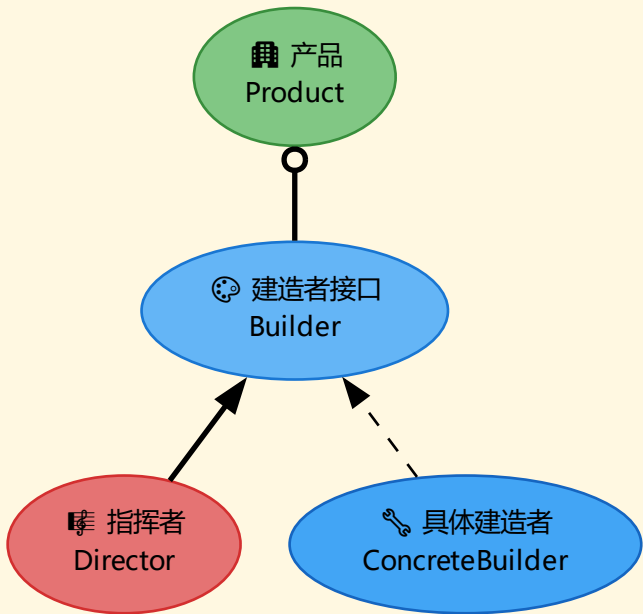 🏢 产品
Product
🎨 建造者接口
Builder
🎼 指挥者
Director
🔧 具体建造者
ConcreteBuilder